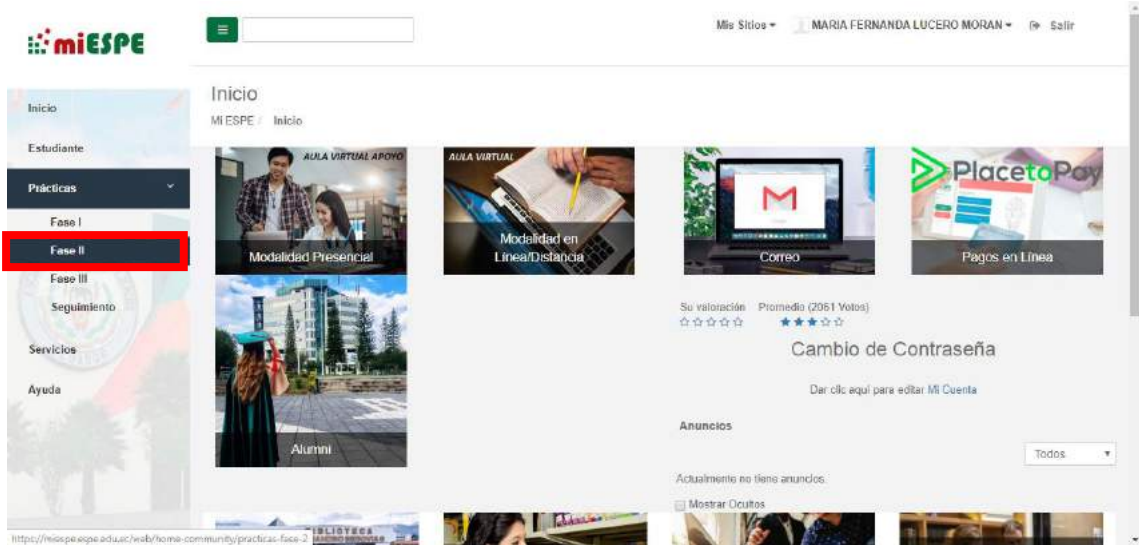 miESPE
Mis Sitios
MARIA FERNANDA LUCERO MORAN
Salir
Inicio
Estudiante
Prácticas
Fase I
Fase II
Fase III
Seguimiento
Servicios
Ayuda
Inicio
Mi ESPE / Inicio
AULA VIRTUAL APOYO
Modalidad Presencial
AULA VIRTUAL
Modalidad en
Línea/Distancia
Correo
PlacetoPay
Pagos en Línea
Alumni
Su valoración Promedio (2061 Votos)
Cambio de Contraseña
Dar clic aquí para editar Mi Cuenta
Anuncios
Todos
Actualmente no tiene anuncios.
Mostrar Ocultos
BIBLIOTECA
https://miespe.espe.edu.ec/web/home-community/practicas-fase-2